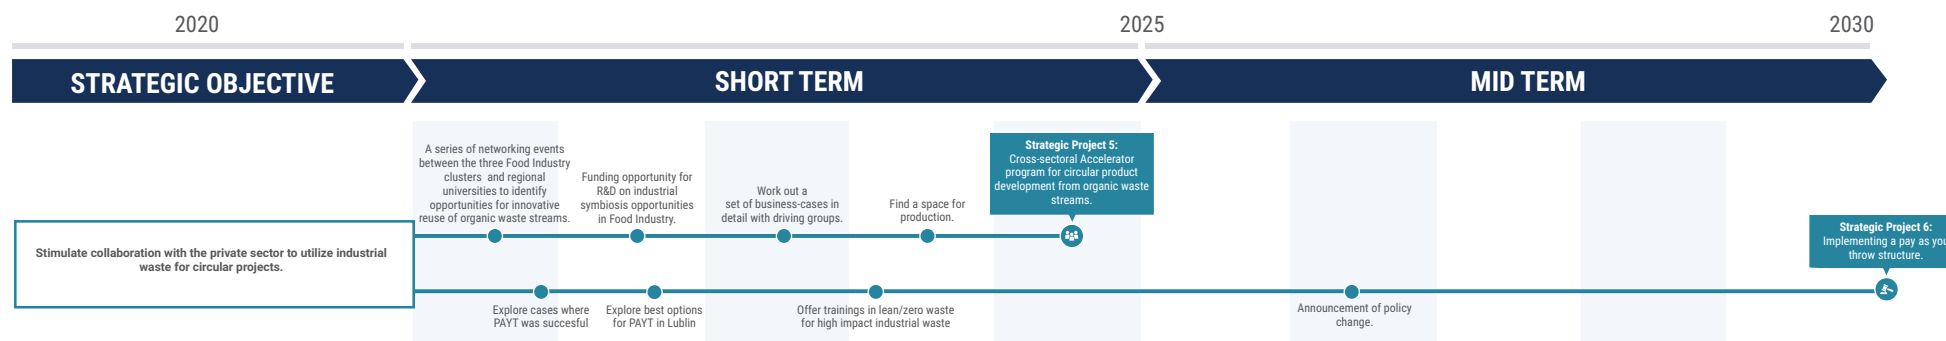 2020
2025
2030
STRATEGIC OBJECTIVE
SHORT TERM
MID TERM
A series of networking events
between the three Food Industry
clusters and regional
universities to identify
opportunities for innovative
reuse of organic waste streams.
Funding opportunity for
R&D on industrial
symbiosis opportunities
in Food Industry.
Work out a
set of business-cases in
detail with driving groups.
Find a space for
production.
Strategic Project 5:
Cross-sectoral Accelerator
program for circular product
development from organic waste
streams.
Stimulate collaboration with the private sector to utilize industrial
waste for circular projects.
Strategic Project 6:
Implementing a pay as you
throw structure.
Explore cases where
PAYT was succesful
Explore best options
for PAYT in Lublin
Offer trainings in lean/zero waste
for high impact industrial waste
Announcement of policy
change.